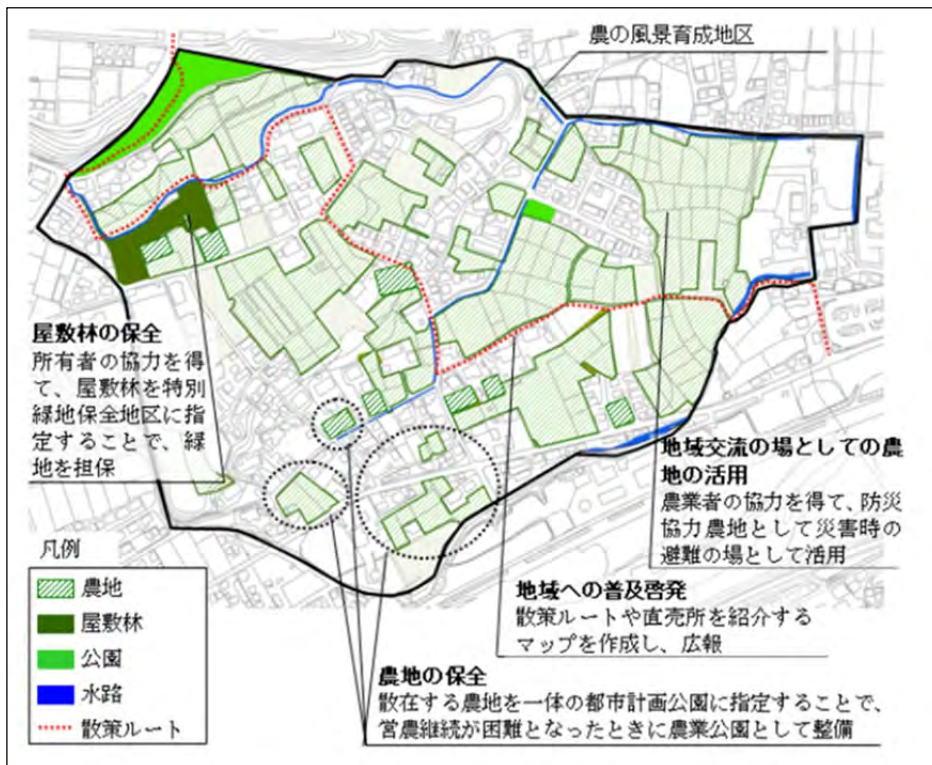 農の風景育成地区
屋敷林の保全
所有者の協力を得
て、屋敷林を特別
緑地保全地区に指
定することで、緑
地を担保
地域交流の場としての農
地の活用
農業者の協力を得て、防災
協力農地として災害時の
避難の場として活用
凡例
農地
屋敷林
公園
水路
散策ルート
地域への普及啓発
散策ルートや直売所を紹介する
マップを作成し、広報
農地の保全
散在する農地を一体の都市計画公園に指定することで、
営農継続が困難となったときに農業公園として整備